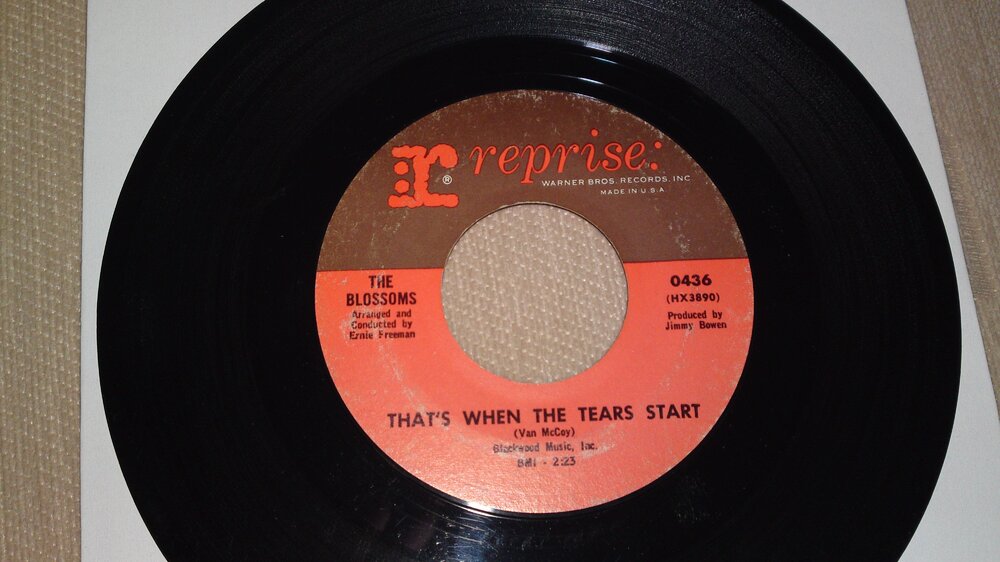 r® reprise:
WARNER BROS. RECORDS, INC
MADE IN U.S.A
THE
BLOSSOMS
Arranged and
Conducted by
Ernie Freeman
0436
(HX3890)
Produced by
Jimmy Bowen
THAT'S WHEN THE TEARS START
(Van McCoy)
Blackwood Music, Inc.
BMI - 2:23